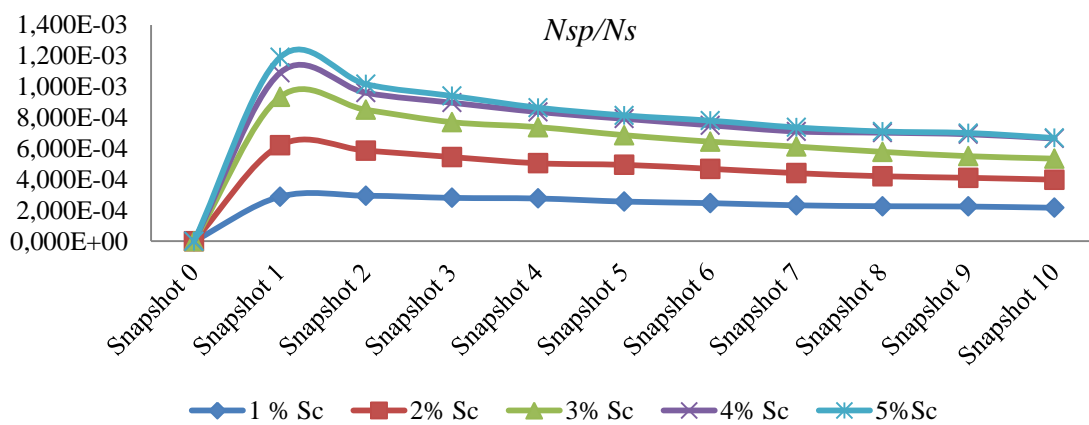 Nsp/Ns
1,400E-03
1,200E-03
1,000E-03
8,000E-04
6,000E-04
4,000E-04
2,000E-04
0,000E+00
Snapshot 0
Snapshot 1
Snapshot 2
Snapshot 3
Snapshot 4
Snapshot 5
Snapshot 6
Snapshot 7
Snapshot 8
Snapshot 9
Snapshot 10
1 % Sc
2% Sc
3% Sc
4% Sc
5%Sc